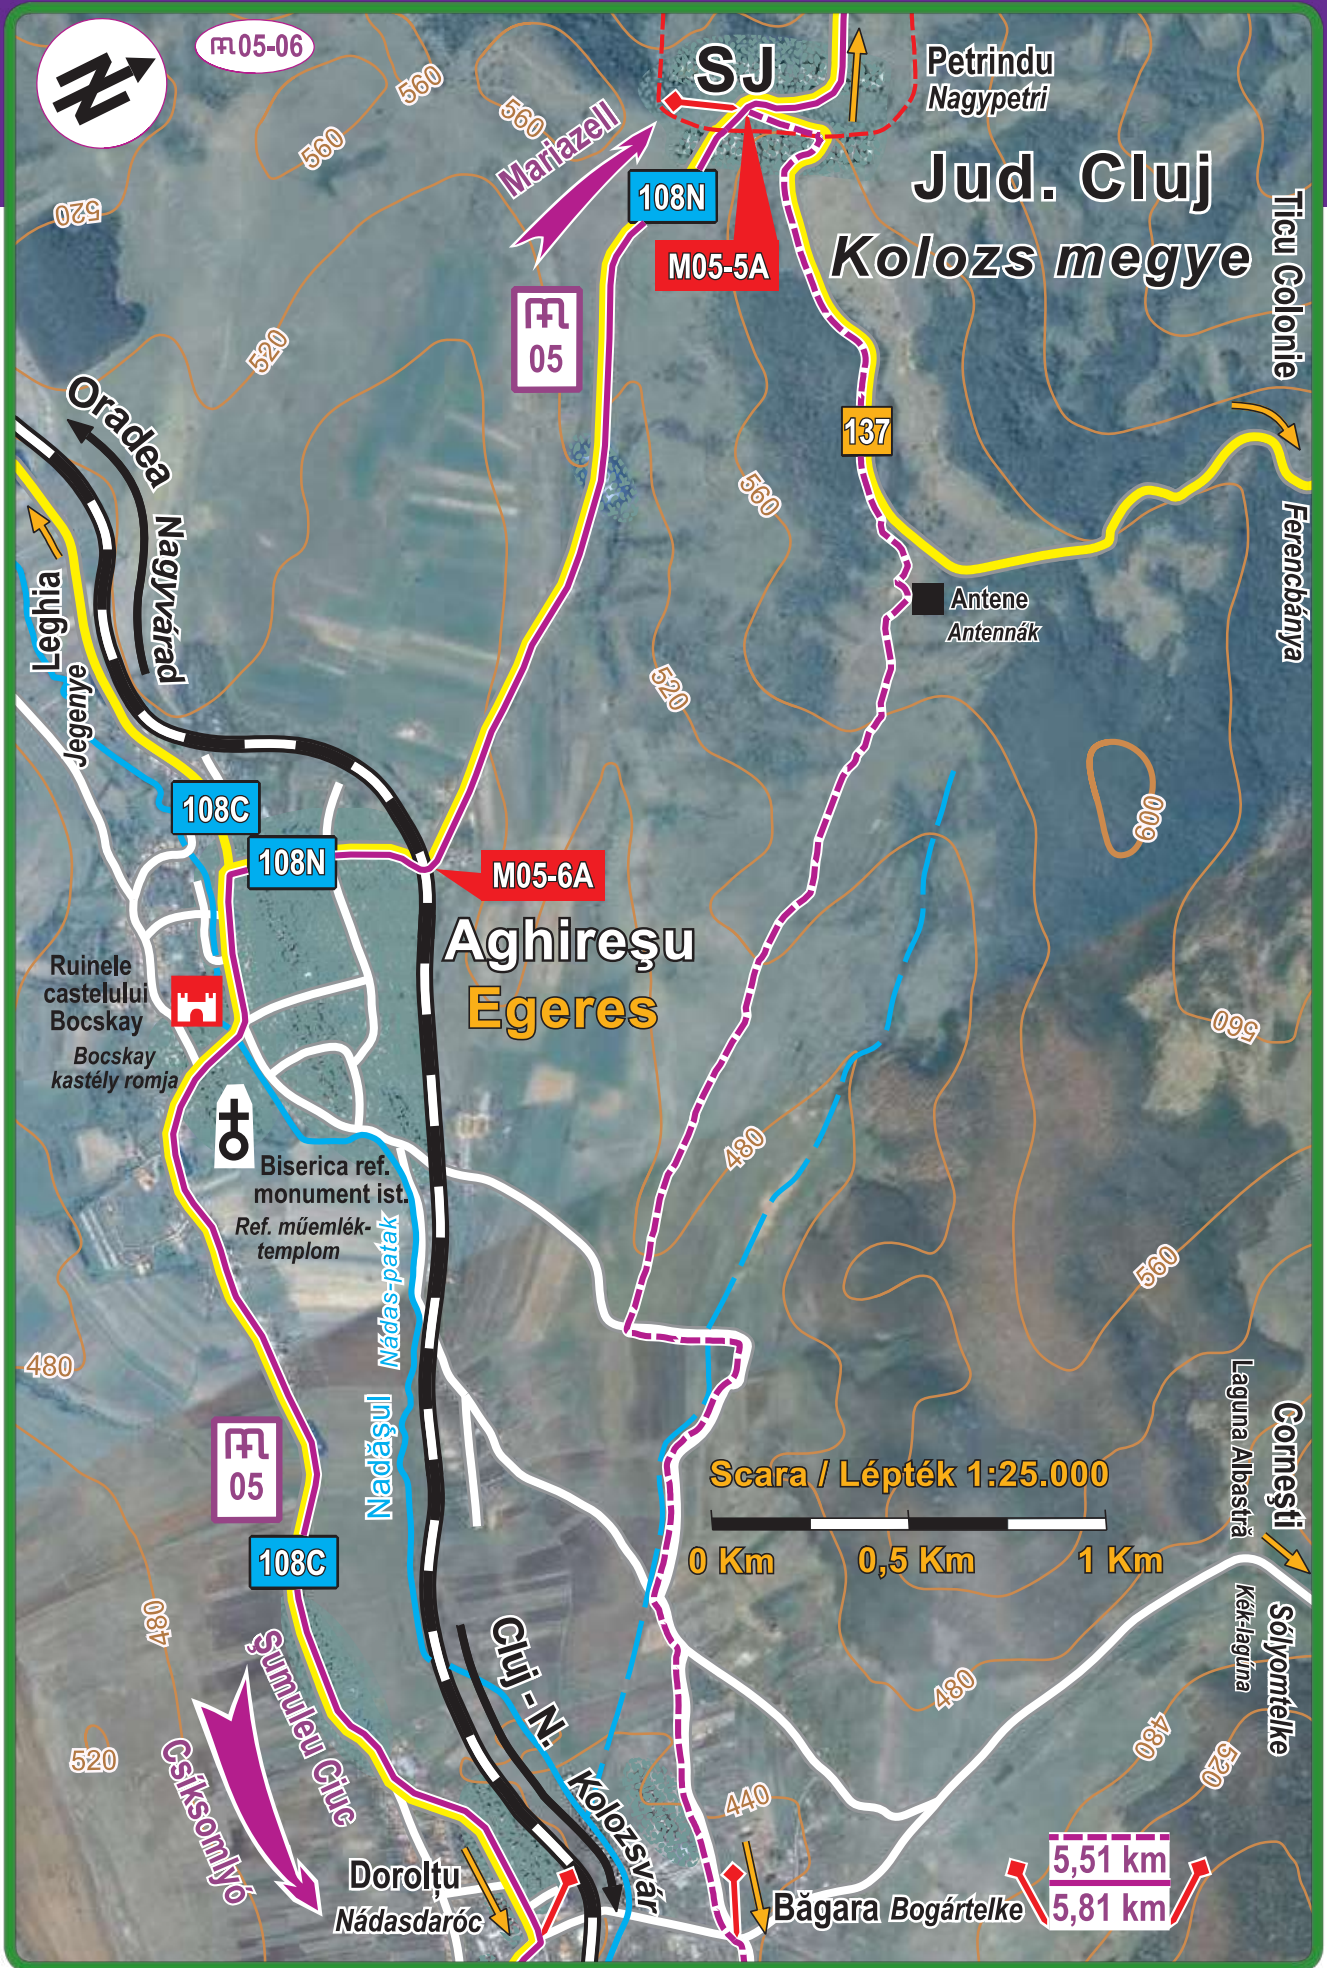 05-06
560
560
560
520
SJ
Petrindu
Nagypetri
Mariazell
108N
M05-5A
Jud. Cluj
Kolozs megye
Ticu Colonie
Ferencbánya
05
520
Oradea
Nagyvárad
137
560
Leghia
Jegenye
Antene
Antennák
520
600
108C
108N
M05-6A
Aghireşu
Egeres
Ruinele
castelului
Bocskay
Bocskay
kastély romja
560
480
Biserica ref.
monument ist.
Ref. műemlék-
templom
Nádas-patak
Nadăşul
560
480
Corneşti
Laguna Albastră
Sólyomtelke
Kék-lagúna
05
108C
Scara / Lépték 1:25.000
0 Km
0,5 Km
1 Km
480
Şumuleu Ciuc
Csíksomlyó
Cluj - N.
Kolozsvár
480
480
520
520
440
Dorolţu
Nádasdaróc
Băgara Bogártelke
5,51 km
5,81 km